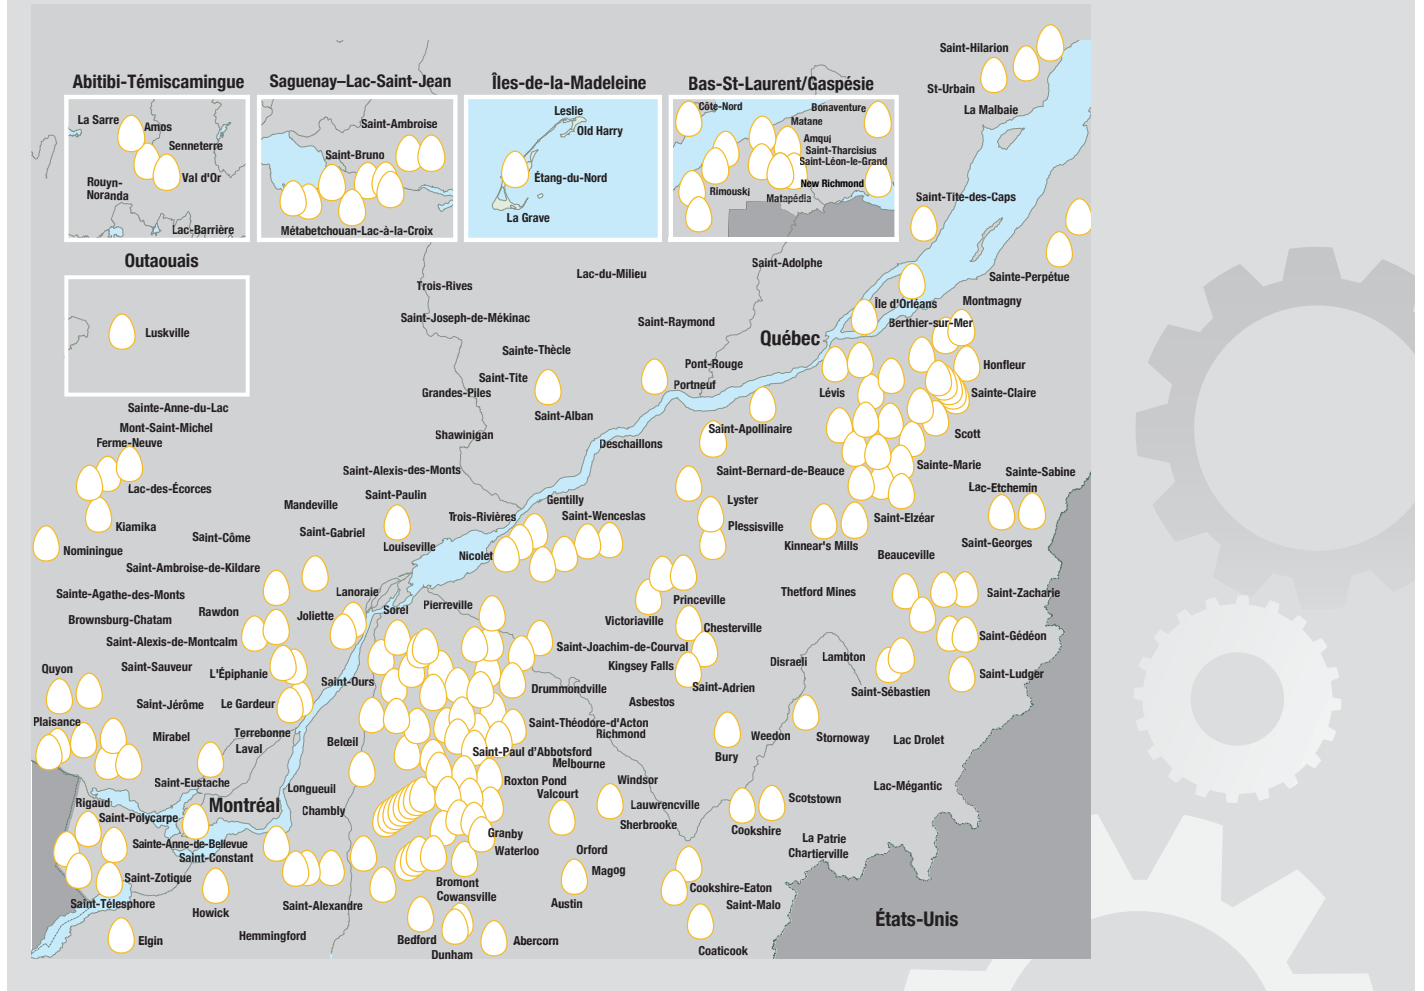 Saint-Hilarion
St-Urbain
La Malbaie
Abitibi-Témiscamingue
Saguenay–Lac-Saint-Jean
Îles-de-la-Madeleine
Bas-St-Laurent/Gaspésie
La Sarre
Amos
Senneterre
Val d'Or
Rouyn-
Noranda
Lac-Barrière
Saint-Ambroise
Saint-Bruno
Métabetchouan-Lac-à-la-Croix
Leslie
Old Harry
Étang-du-Nord
La Grave
Côte-Nord
Bonaventure
Matane
Amqui
Saint-Tharcisius
Saint-Léon-le-Grand
New Richmond
Rimouski
Matapédia
Saint-Tite-des-Caps
Outaouais
Luskville
Saint-Adolphe
Lac-du-Milieu
Sainte-Perpétue
Trois-Rives
Île d'Orléans
Montmagny
Saint-Joseph-de-Mékinac
Saint-Raymond
Berthier-sur-Mer
Québec
Sainte-Thècle
Pont-Rouge
Honfleur
Saint-Tite
Portneuf
Grandes-Piles
Lévis
Sainte-Claire
Sainte-Anne-du-Lac
Saint-Alban
Mont-Saint-Michel
Saint-Apollinaire
Ferme-Neuve
Shawinigan
Deschaillons
Scott
Saint-Alexis-des-Monts
Saint-Bernard-de-Beauce
Sainte-Marie
Sainte-Sabine
Lac-des-Écorces
Saint-Paulin
Lac-Etchemin
Mandeville
Gentilly
Lyster
Trois-Rivières
Saint-Wenceslas
Saint-Elzéar
Kiamika
Plessisville
Saint-Gabriel
Saint-Côme
Louiseville
Kinnear's Mills
Saint-Georges
Nominingue
Nicolet
Beauceville
Saint-Ambroise-de-Kildare
Sainte-Agathe-des-Monts
Lanoraie
Thetford Mines
Saint-Zacharie
Princeville
Rawdon
Joliette
Sorel
Pierreville
Brownsburg-Chatam
Victoriaville
Chesterville
Saint-Alexis-de-Montcalm
Saint-Gédéon
Saint-Joachim-de-Courval
Quyon
Saint-Sauveur
L'Épiphanie
Kingsey Falls
Disraeli
Lambton
Saint-Ours
Saint-Ludger
Drummondville
Saint-Adrien
Saint-Sébastien
Saint-Jérôme
Le Gardeur
Asbestos
Plaisance
Saint-Théodore-d'Acton
Terrebonne
Richmond
Mirabel
Belœil
Weedon
Stornoway
Lac Drolet
Laval
Saint-Paul d'Abbotsford
Bury
Melbourne
Saint-Eustache
Roxton Pond
Windsor
Longueuil
Valcourt
Lac-Mégantic
Rigaud
Montréal
Chambly
Lauwrencville
Scotstown
Saint-Polycarpe
Sherbrooke
Cookshire
Granby
Sainte-Anne-de-Bellevue
La Patrie
Waterloo
Orford
Saint-Constant
Chartierville
Magog
Saint-Zotique
Bromont
Cookshire-Eaton
Cowansville
Saint-Télesphore
Saint-Alexandre
Austin
Saint-Malo
Howick
États-Unis
Elgin
Hemmingford
Bedford
Abercorn
Dunham
Coaticook